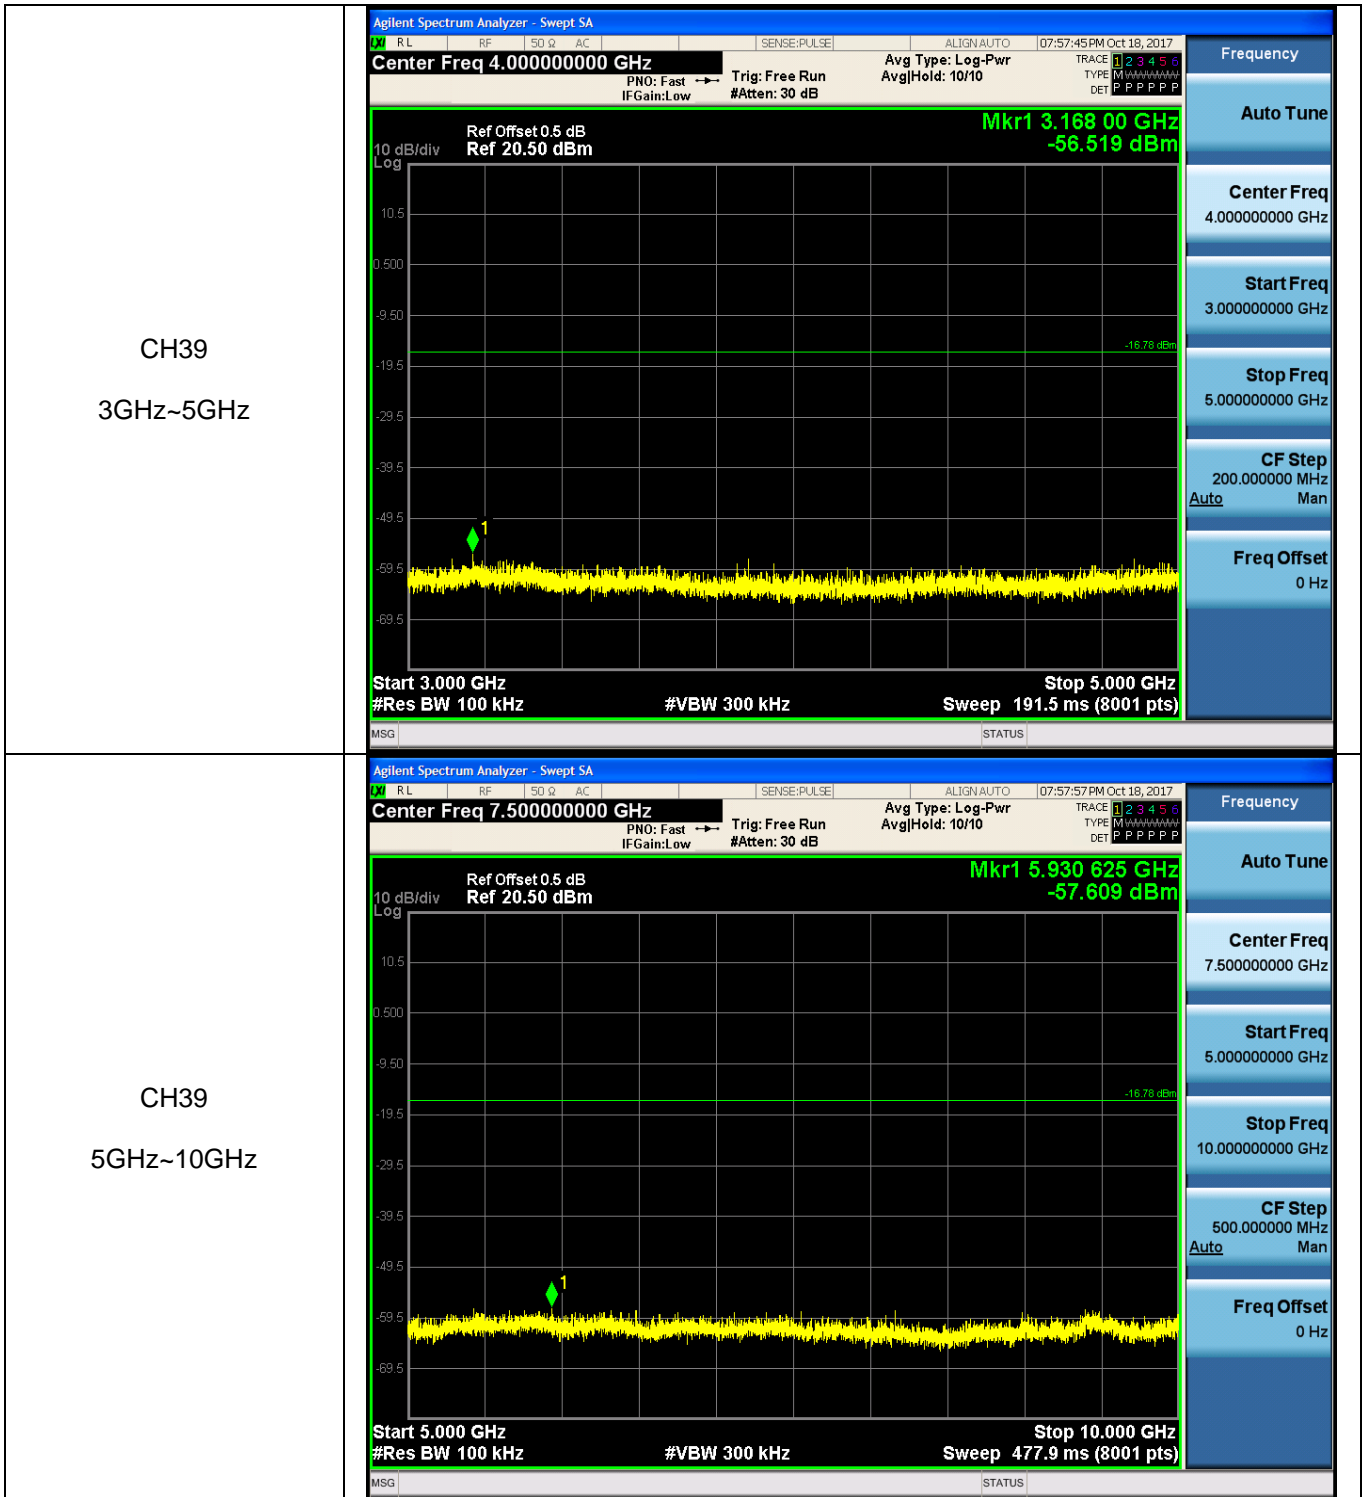 CH39
3GHz~5GHz
Agilent Spectrum Analyzer - Swept SA
LXI RL RF 50 Ω AC SENSE:PULSE ALIGN AUTO 07:57:45 PM Oct 18, 2017
Center Freq 4.000000000 GHz
PNO: Fast
IFGain:Low
Trig: Free Run
#Atten: 30 dB
Avg Type: Log-Pwr
Avg|Hold: 10/10
TRACE 1 2 3 4 5 6
TYPE M W W W W W
DET P P P P P P
Frequency
Mkr1 3.168 00 GHz
-56.519 dBm
Ref Offset 0.5 dB
10 dB/div Ref 20.50 dBm
Log
10.5
0.500
-9.50
-16.78 dBm
-19.5
-29.5
-39.5
-49.5
1
-59.5
-69.5
Start 3.000 GHz Stop 5.000 GHz
#Res BW 100 kHz #VBW 300 kHz Sweep 191.5 ms (8001 pts)
MSG STATUS
Auto Tune
Center Freq
4.000000000 GHz
Start Freq
3.000000000 GHz
Stop Freq
5.000000000 GHz
CF Step
200.000000 MHz
Auto Man
Freq Offset
0 Hz
CH39
5GHz~10GHz
Agilent Spectrum Analyzer - Swept SA
LXI RL RF 50 Ω AC SENSE:PULSE ALIGN AUTO 07:57:57 PM Oct 18, 2017
Center Freq 7.500000000 GHz
PNO: Fast
IFGain:Low
Trig: Free Run
#Atten: 30 dB
Avg Type: Log-Pwr
Avg|Hold: 10/10
TRACE 1 2 3 4 5 6
TYPE M W W W W W
DET P P P P P P
Frequency
Mkr1 5.930 625 GHz
-57.609 dBm
Ref Offset 0.5 dB
10 dB/div Ref 20.50 dBm
Log
10.5
0.500
-9.50
-16.78 dBm
-19.5
-29.5
-39.5
-49.5
1
-59.5
-69.5
Start 5.000 GHz Stop 10.000 GHz
#Res BW 100 kHz #VBW 300 kHz Sweep 477.9 ms (8001 pts)
MSG STATUS
Auto Tune
Center Freq
7.500000000 GHz
Start Freq
5.000000000 GHz
Stop Freq
10.000000000 GHz
CF Step
500.000000 MHz
Auto Man
Freq Offset
0 Hz